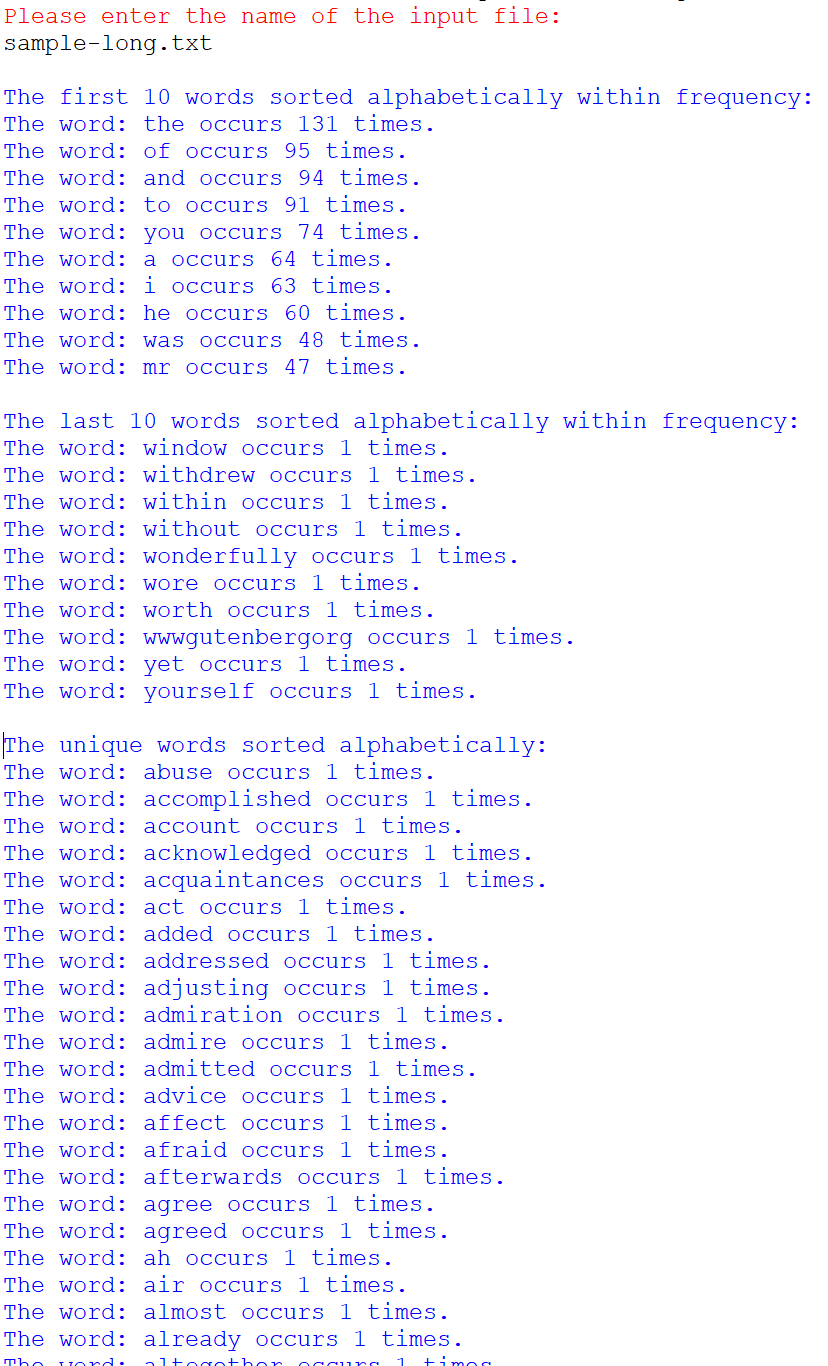 Please enter the name of the input file:
sample-long.txt
The first 10 words sorted alphabetically within frequency:
The word: the occurs 131 times.
The word: of occurs 95 times.
The word: and occurs 94 times.
The word: to occurs 91 times.
The word: you occurs 74 times.
The word: a occurs 64 times.
The word: i occurs 63 times.
The word: he occurs 60 times.
The word: was occurs 48 times.
The word: mr occurs 47 times.
The last 10 words sorted alphabetically within frequency:
The word: window occurs 1 times.
The word: withdrew occurs 1 times.
The word: within occurs 1 times.
The word: without occurs 1 times.
The word: wonderfully occurs 1 times.
The word: wore occurs 1 times.
The word: worth occurs 1 times.
The word: wwwgutenbergorg occurs 1 times.
The word: yet occurs 1 times.
The word: yourself occurs 1 times.
The unique words sorted alphabetically:
The word: abuse occurs 1 times.
The word: accomplished occurs 1 times.
The word: account occurs 1 times.
The word: acknowledged occurs 1 times.
The word: acquaintances occurs 1 times.
The word: act occurs 1 times.
The word: added occurs 1 times.
The word: addressed occurs 1 times.
The word: adjusting occurs 1 times.
The word: admiration occurs 1 times.
The word: admire occurs 1 times.
The word: admitted occurs 1 times.
The word: advice occurs 1 times.
The word: affect occurs 1 times.
The word: afraid occurs 1 times.
The word: afterwards occurs 1 times.
The word: agree occurs 1 times.
The word: agreed occurs 1 times.
The word: ah occurs 1 times.
The word: air occurs 1 times.
The word: almost occurs 1 times.
The word: already occurs 1 times.
The word: altogether occurs 1 times.